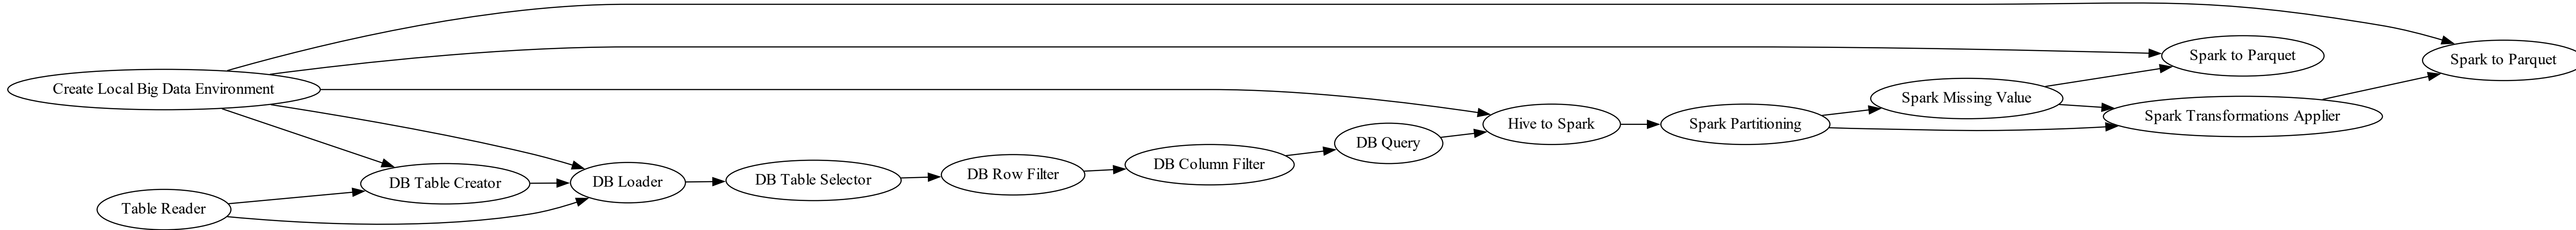 Create Local Big Data Environment
Table Reader
DB Table Creator
DB Loader
DB Table Selector
DB Row Filter
DB Column Filter
DB Query
Hive to Spark
Spark Partitioning
Spark Missing Value
Spark to Parquet
Spark Transformations Applier
Spark to Parquet